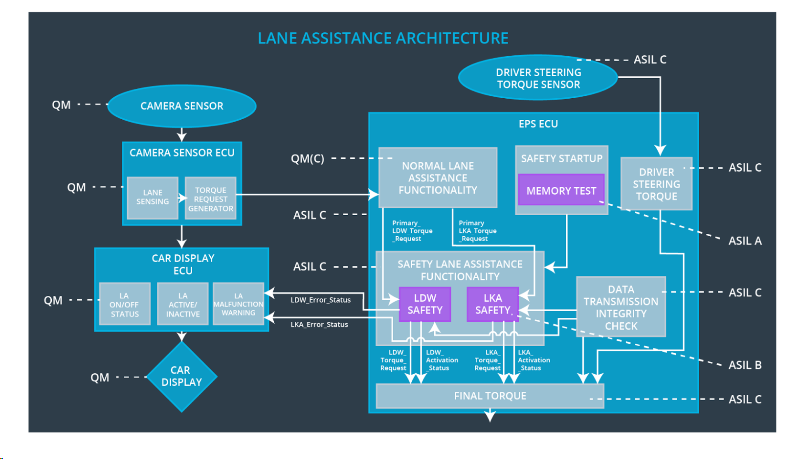 LANE ASSISTANCE ARCHITECTURE
ASIL C
DRIVER STEERING
TORQUE SENSOR
QM
CAMERA SENSOR
EPS ECU
CAMERA SENSOR ECU
QM(C)
NORMAL LANE
ASSISTANCE
FUNCTIONALITY
SAFETY STARTUP
MEMORY TEST
DRIVER
STEERING
TORQUE
ASIL C
QM
LANE
SENSING
TORQUE
REQUEST
GENERATOR
ASIL C
Primary_
LDW Torque
_Request
Primary_
LKA Torque
_Request
ASIL A
CAR DISPLAY
ECU
ASIL C
SAFETY LANE ASSISTANCE
FUNCTIONALITY
QM
LA
ON/OFF
STATUS
LA
ACTIVE/
INACTIVE
LA
MALFUNCTION
WARNING
LDW_Error_Status
LKA_Error_Status
LDW
SAFETY
LKA
SAFETY
DATA
TRANSMISSION
INTEGRITY
CHECK
ASIL C
LDW_
Torque_
Request
LDW_
Activation
_Status
LKA_
Torque_
Request
LKA_
Activation
_Status
ASIL B
QM
CAR
DISPLAY
FINAL TORQUE
ASIL C